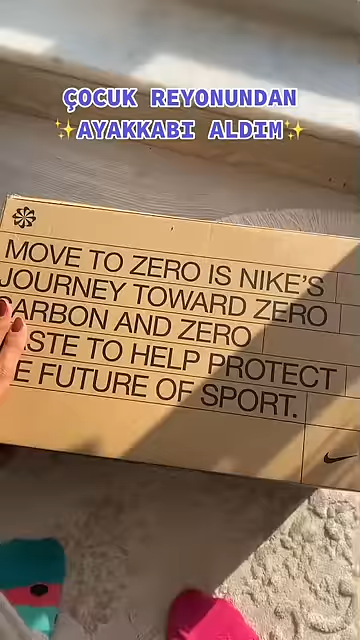 ÇOCUK REYONUNDAN
✨AYAKKABI ALDIM✨
MOVE TO ZERO IS NIKE'S
JOURNEY TOWARD ZERO
CARBON AND ZERO
TO HELP PROTECT
FUTURE OF SPORT.